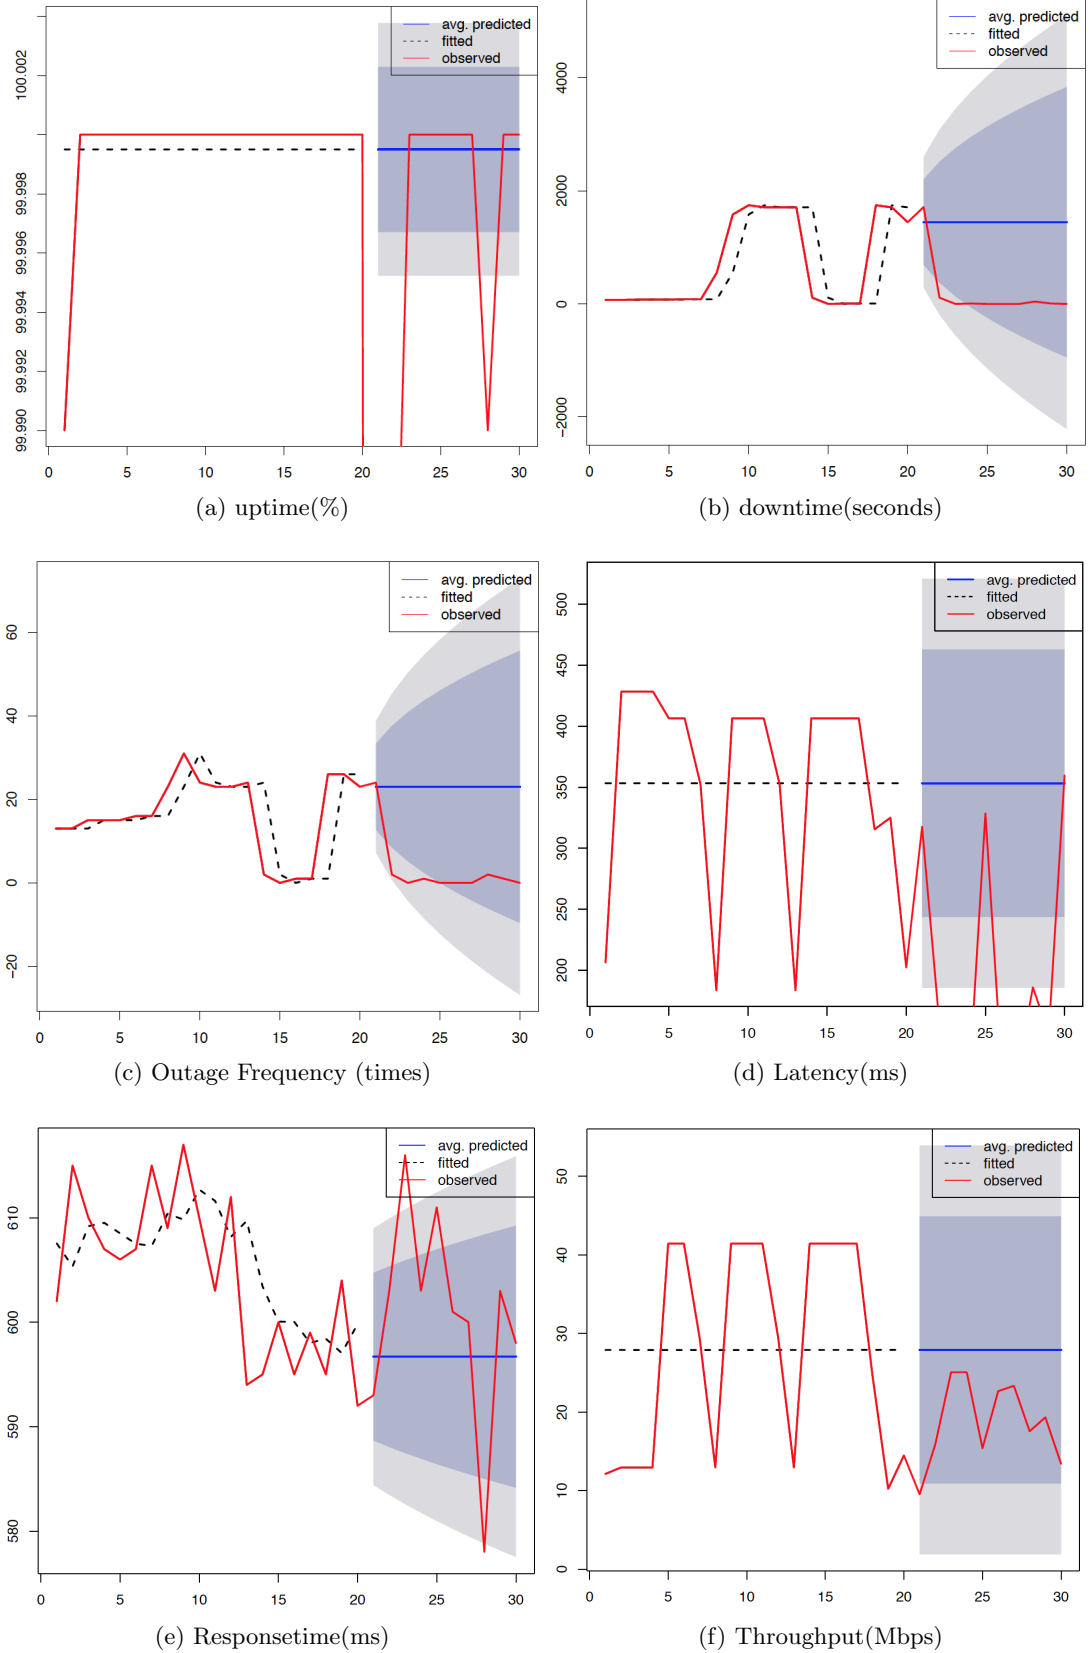 avg. predicted
fitted
observed
100.002
99.998
99.996
99.994
99.992
99.990
0 5 10 15 20 25 30
(a) uptime(%)
avg. predicted
fitted
observed
4000
2000
0
−2000
0 5 10 15 20 25 30
(b) downtime(seconds)
avg. predicted
fitted
observed
60
40
20
0
−20
0 5 10 15 20 25 30
(c) Outage Frequency (times)
avg. predicted
fitted
observed
500
450
400
350
300
250
200
0 5 10 15 20 25 30
(d) Latency(ms)
avg. predicted
fitted
observed
610
600
590
580
0 5 10 15 20 25 30
(e) Responsetime(ms)
avg. predicted
fitted
observed
50
40
30
20
10
0
0 5 10 15 20 25 30
(f) Throughput(Mbps)